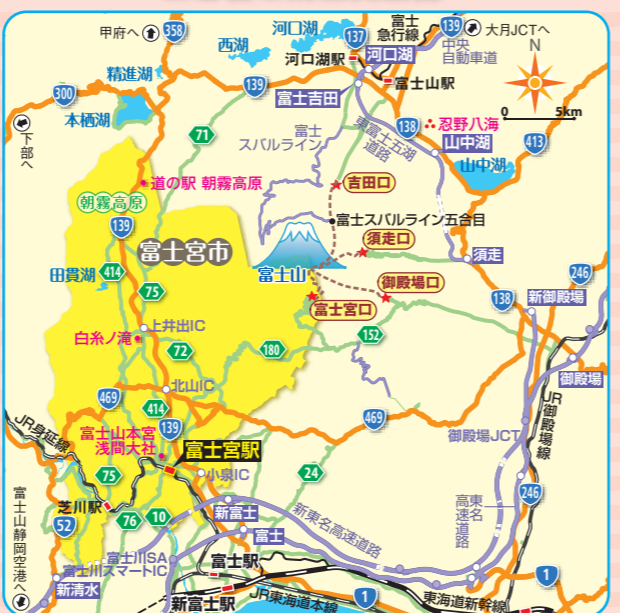 甲府へ
358
西湖
河口湖
137
富士
急行線
139
大月JCTへ
中央
自動車道
N
精進湖
河口湖駅
河口湖
富士山駅
300
本栖湖
139
富士吉田
0 5km
下部へ
71
富士
スバルライン
東富士五湖
道路
138
忍野八海
山中湖
413
山中湖
道の駅 朝霧高原
吉田口
朝霧高原
139
富士スバルライン五合目
富士宮市
須走口
富士山
須走
田貫湖
414
75
御殿場口
246
138
新御殿場
富士宮口
上井出IC
白糸ノ滝
72
180
152
御殿場
北山IC
469
414
469
JR御殿場線
JR身延線
富士山本宮
浅間大社
139
富士宮駅
御殿場JCT
75
小泉IC
24
246
芝川駅
富士山静岡空港へ
52
76
10
新富士
新東名高速道路
東名
高速
道路
富士川SA
富士川スマートIC
富士
富士駅
新清水
新富士駅
JR東海道本線
1
東海道新幹線
1